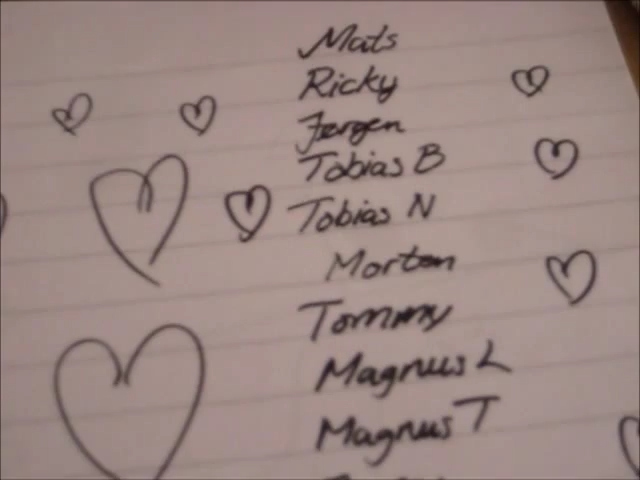 Mats
Ricky
Jørgen
Tobias B
Tobias N
Morten
Tommy
Magnus L
Magnus T